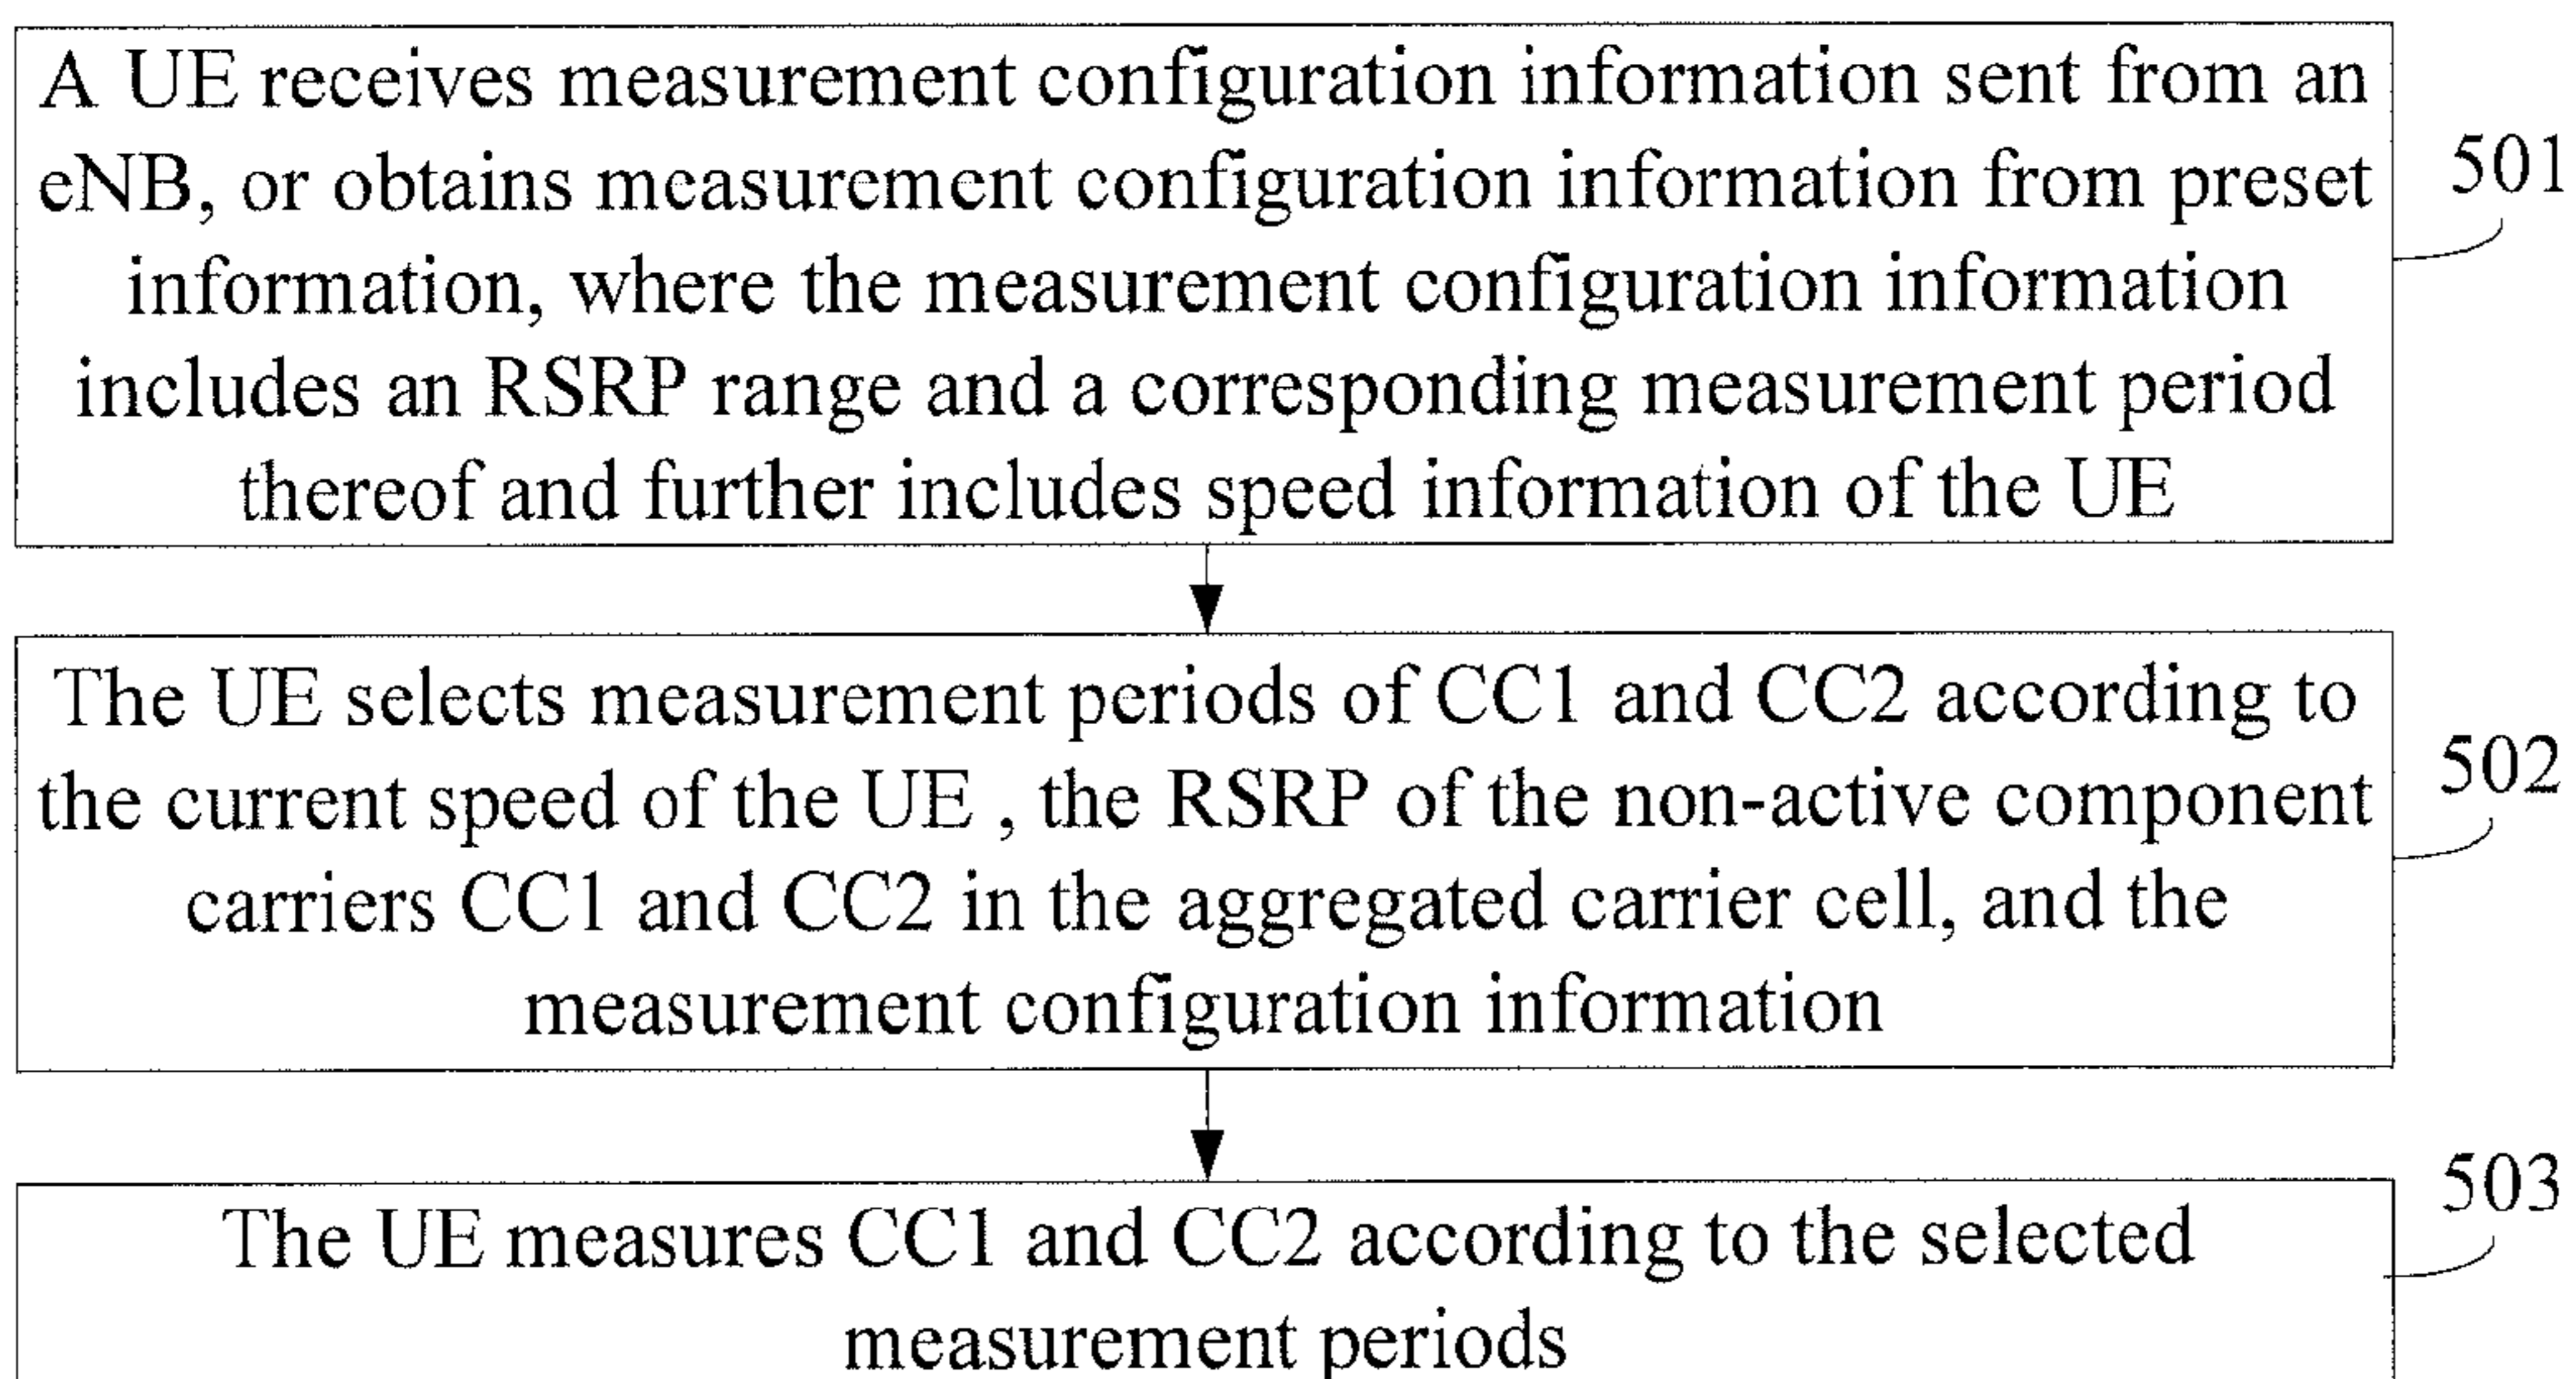 A UE receives measurement configuration information sent from an
eNB, or obtains measurement configuration information from preset
information, where the measurement configuration information
includes an RSRP range and a corresponding measurement period
thereof and further includes speed information of the UE
501
The UE selects measurement periods of CC1 and CC2 according to
the current speed of the UE , the RSRP of the non-active component
carriers CC1 and CC2 in the aggregated carrier cell, and the
measurement configuration information
502
The UE measures CC1 and CC2 according to the selected
measurement periods
503